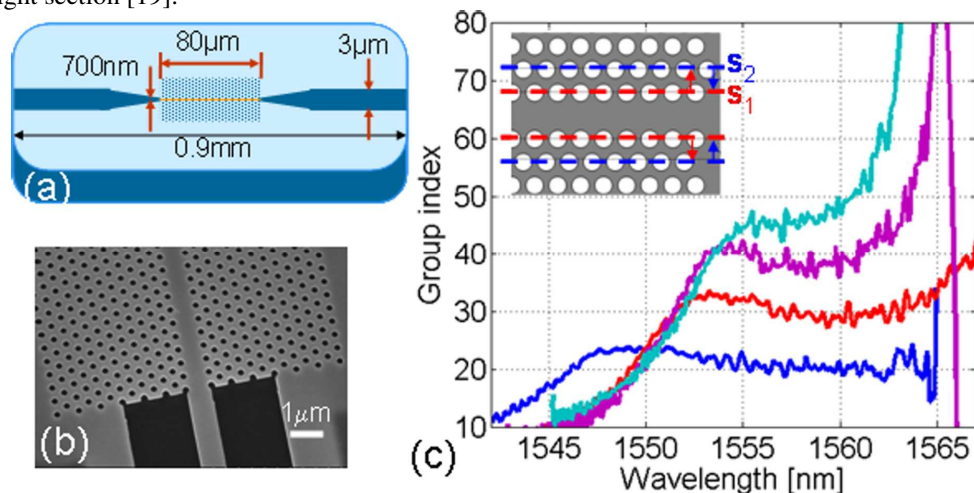 ght section [19].
80µm
3µm
700nm
0.9mm
(a)
1µm
(b)
80
70
60
50
40
30
20
10
Group index
S2
S1
1545 1550 1555 1560 1565
Wavelength [nm]
(c)